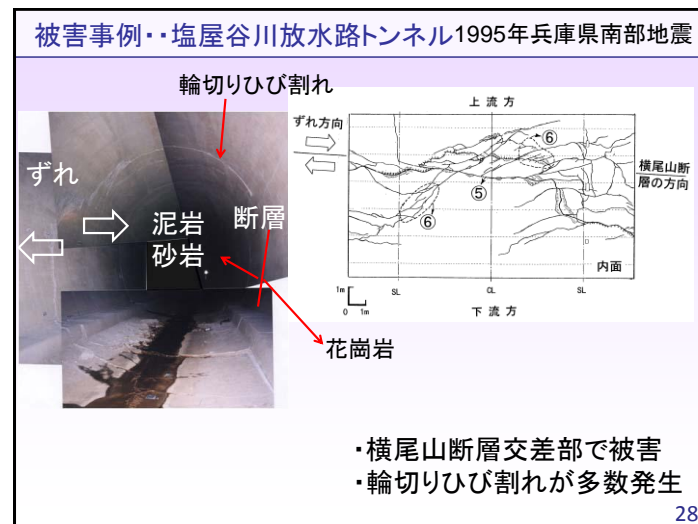 被害事例・・塩屋谷川放水路トンネル 1995年兵庫県南部地震
輪切りひび割れ
ずれ
泥岩
砂岩
断層
花崗岩
上流方
ずれ方向
⑥
横尾山断
層の方向
⑤
⑥
内面
1m
0 1m
SL
CL
SL
下流方
・横尾山断層交差部で被害
・輪切りひび割れが多数発生
28